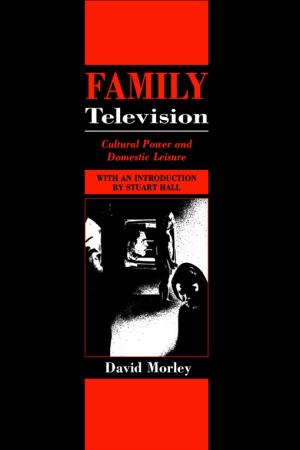 FAMILY
Television
Cultural Power and
Domestic Leisure
WITH AN INTRODUCTION
BY STUART HALL
David Morley